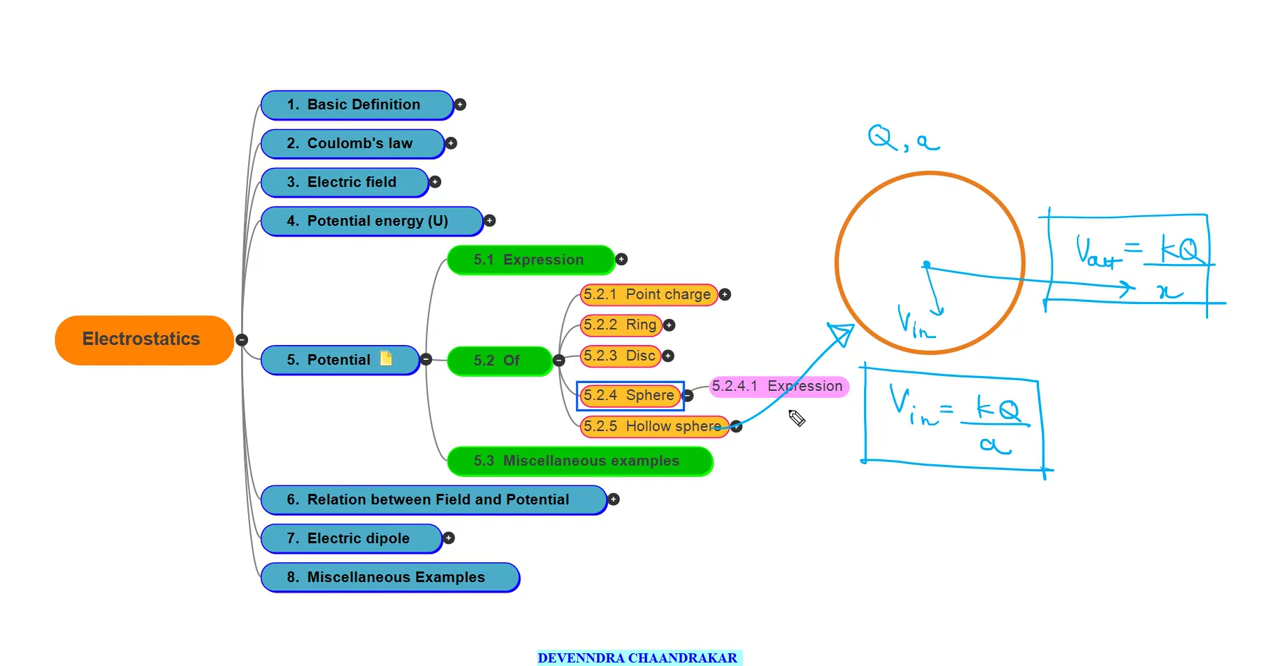 Electrostatics
1. Basic Definition
2. Coulomb's law
3. Electric field
4. Potential energy (U)
5. Potential
5.1 Expression
5.2 Of
5.2.1 Point charge
5.2.2 Ring
5.2.3 Disc
5.2.4 Sphere
5.2.4.1 Expression
5.2.5 Hollow sphere
5.3 Miscellaneous examples
6. Relation between Field and Potential
7. Electric dipole
8. Miscellaneous Examples
Q, a
V_in
V_out = kQ/x
V_in = kQ/a
DEVENNDRA CHAANDRAKAR